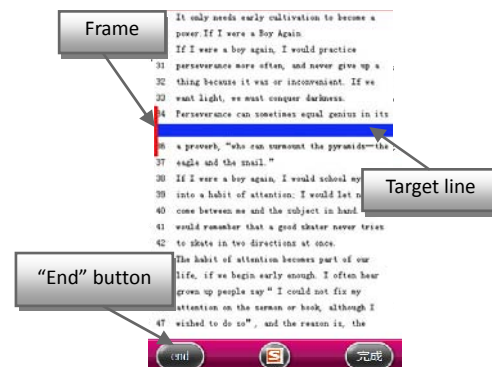 It only needs early cultivation to become a
power.If I were a Boy Again.
If I were a boy again, I would practice
31 perseverance more often, and never give up a
32 thing because it was or inconvenient. If we
33 want light, we must conquer darkness.
34 Perseverance can sometimes equal genius in its
36 a proverb, "who can surmount the pyramids—the
37 eagle and the snail."
38 If I were a boy again, I would school my
39 into a habit of attention; I would let
40 come between me and the subject in hand.
41 would remember that a good skater never tries
42 to skate in two directions at once.
The habit of attention becomes part of our
life, if we begin early enough. I often hear
grown up people say " I could not fix my
attention on the sermon or book, although I
47 wished to do so" , and the reason is, the
Frame
Target line
"End" button
end
S
完成